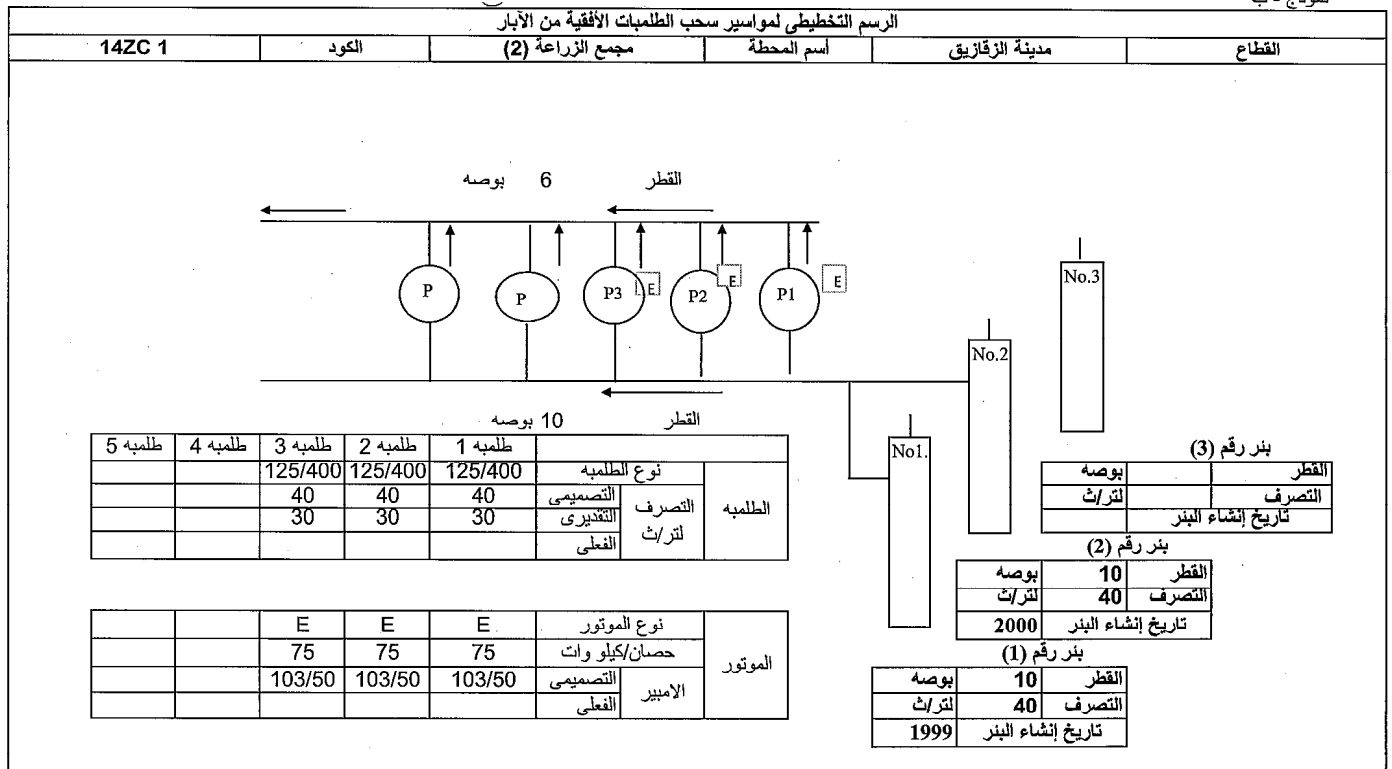 نموذج
الرسم التخطيطى لمواسير سحب الطلمبات الأفقية من الآبار
القطاع مدينة الزقازيق أسم المحطة مجمع الزراعة (2) الكود 14ZC 1
القطر 6 بوصه
No.3
P P P3 E P2 E P1 E
No.2
القطر 10 بوصه
No1.
طلمبه 1 طلمبه 2 طلمبه 3 طلمبه 4 طلمبه 5
الطلمبه نوع الطلمبه 125/400 125/400 125/400
التصرف لتر/ث التصميمى 40 40 40
التقديرى 30 30 30
الفعلى
بئر رقم (3)
القطر بوصه
التصرف لتر/ث
تاريخ إنشاء البئر
بئر رقم (2)
القطر 10 بوصه
التصرف 40 لتر/ث
تاريخ إنشاء البئر 2000
الموتور نوع الموتور E E E
حصان/كيلو وات 75 75 75
الامبير التصميمى 103/50 103/50 103/50
الفعلى
بئر رقم (1)
القطر 10 بوصه
التصرف 40 لتر/ث
تاريخ إنشاء البئر 1999